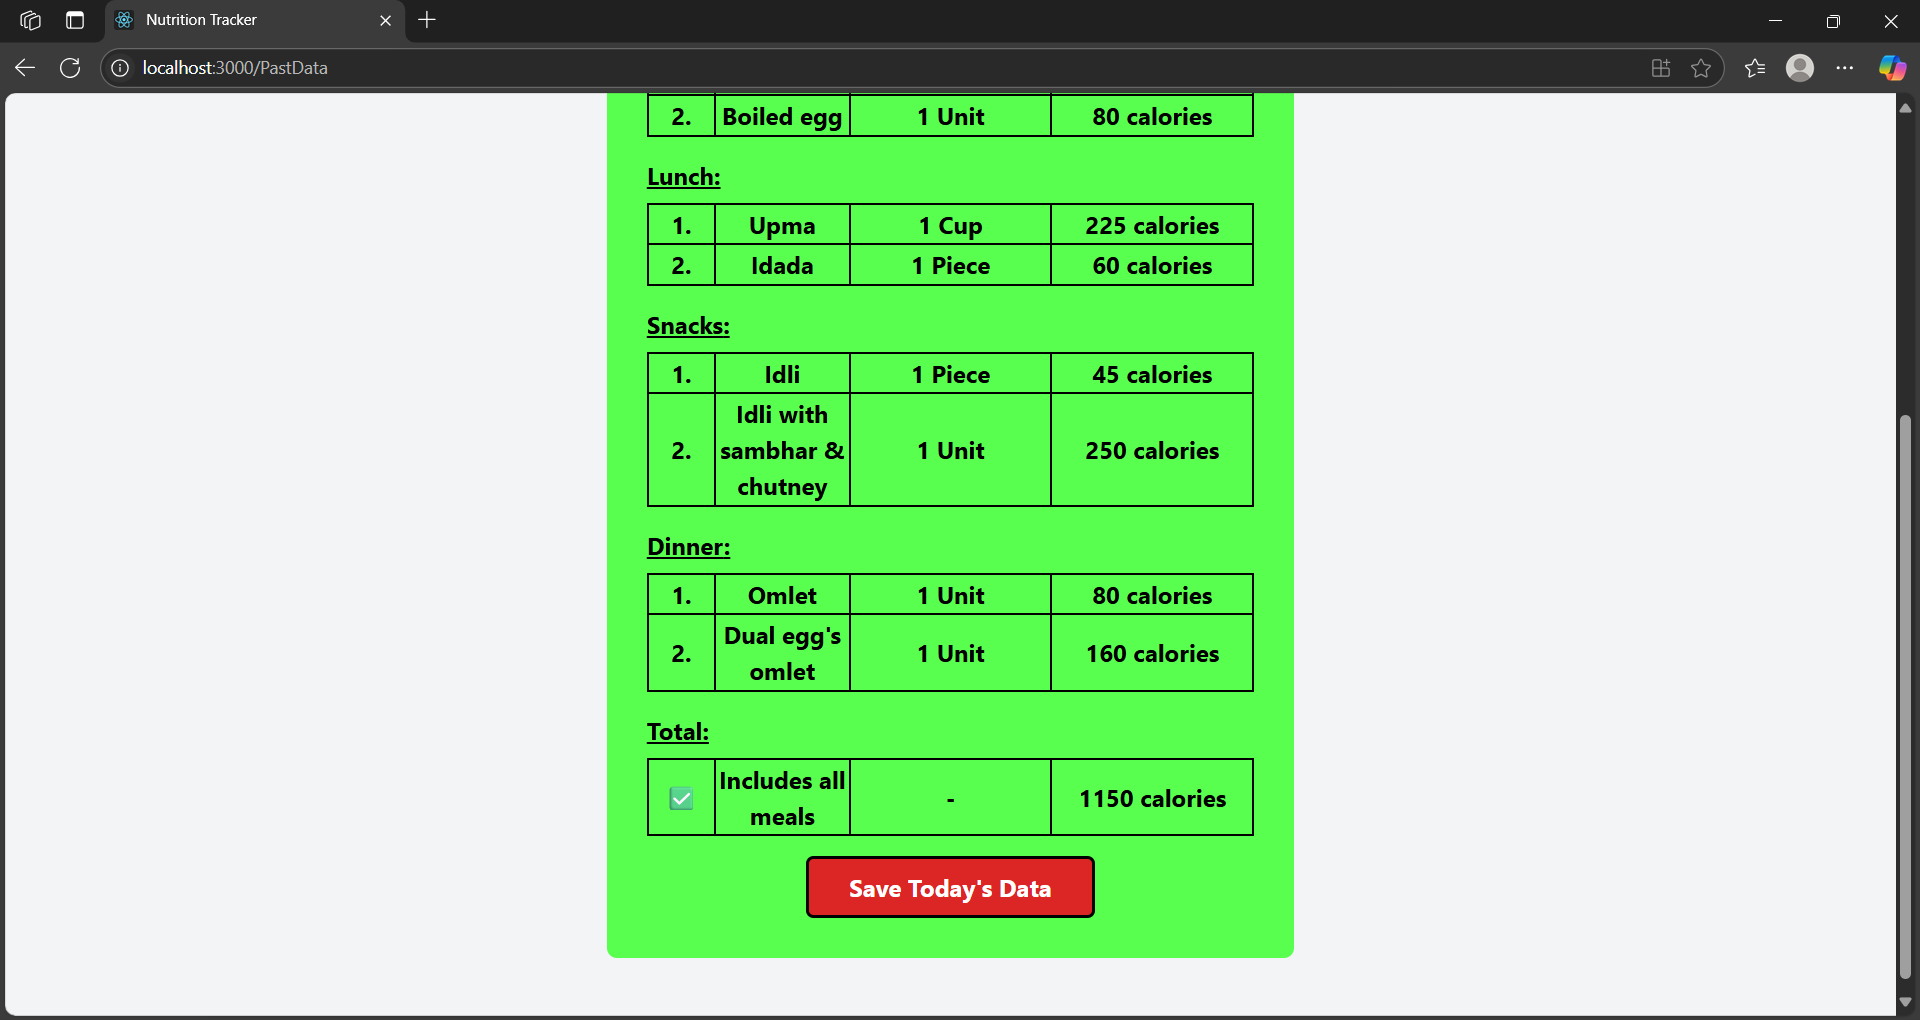 Nutrition Tracker
localhost:3000/PastData
2. Boiled egg 1 Unit 80 calories
Lunch:
1. Upma 1 Cup 225 calories
2. Idada 1 Piece 60 calories
Snacks:
1. Idli 1 Piece 45 calories
2. Idli with sambhar & chutney 1 Unit 250 calories
Dinner:
1. Omlet 1 Unit 80 calories
2. Dual egg's omlet 1 Unit 160 calories
Total:
✅ Includes all meals - 1150 calories
Save Today's Data